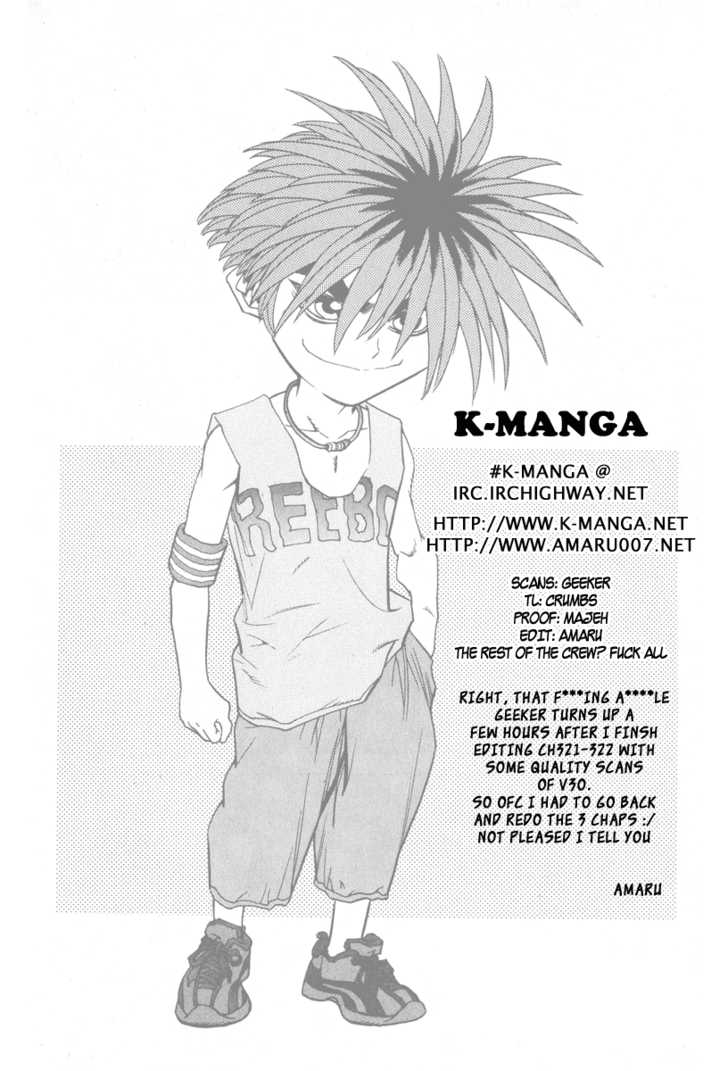 K-MANGA
#K-MANGA @
IRC.IRCHIGHWAY.NET
HTTP://WWW.K-MANGA.NET
HTTP://WWW.AMARU007.NET
REEBO
SCANS: GEEKER
TL: CRUMBS
PROOF: MAJEH
EDIT: AMARU
THE REST OF THE CREW? FUCK ALL
RIGHT, THAT F***ING A****LE
GEEKER TURNS UP A
FEW HOURS AFTER I FINSH
EDITING CH321-322 WITH
SOME QUALITY SCANS
OF V30.
SO OFC I HAD TO GO BACK
AND REDO THE 3 CHAPS :/
NOT PLEASED I TELL YOU
AMARU